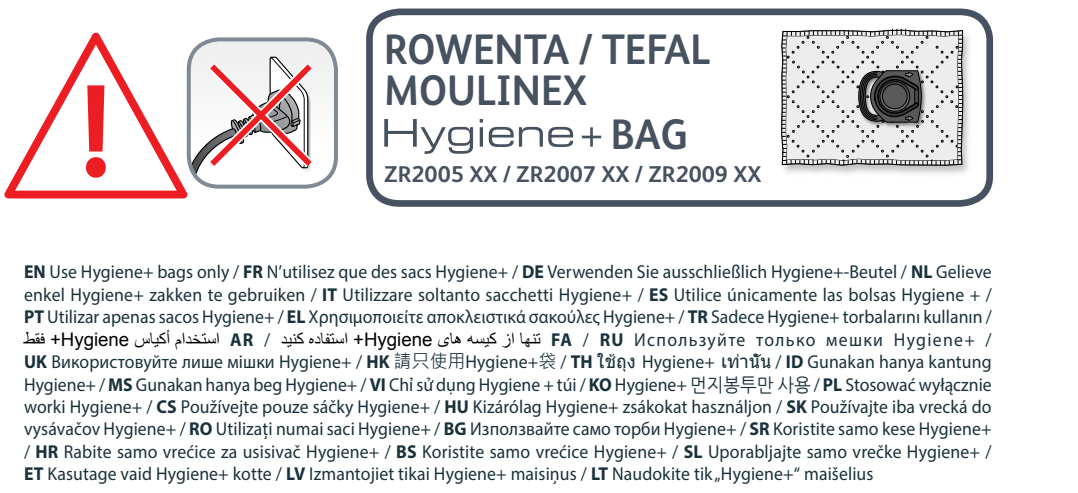 ROWENTA / TEFAL
MOULINEX
Hygiene+ BAG
ZR2005 XX / ZR2007 XX / ZR2009 XX
EN Use Hygiene+ bags only / FR N'utilisez que des sacs Hygiene+ / DE Verwenden Sie ausschließlich Hygiene+-Beutel / NL Gelieve
enkel Hygiene+ zakken te gebruiken / IT Utilizzare soltanto sacchetti Hygiene+ / ES Utilice únicamente las bolsas Hygiene + /
PT Utilizar apenas sacos Hygiene+ / EL Χρησιμοποιείτε αποκλειστικά σακούλες Hygiene+ / TR Sadece Hygiene+ torbalarını kullanın /
استخدام أكياس Hygiene+ فقط AR / تنها از کیسه های Hygiene+ استفاده کنید FA / RU Используйте только мешки Hygiene+ /
UK Використовуйте лише мішки Hygiene+ / HK 請只使用Hygiene+袋 / TH ใช้ถุง Hygiene+ เท่านั้น / ID Gunakan hanya kantung
Hygiene+ / MS Gunakan hanya beg Hygiene+ / VI Chỉ sử dụng Hygiene + túi / KO Hygiene+ 먼지봉투만 사용 / PL Stosować wyłącznie
worki Hygiene+ / CS Používejte pouze sáčky Hygiene+ / HU Kizárólag Hygiene+ zsákokat használjon / SK Používajte iba vrecká do
vysávačov Hygiene+ / RO Utilizați numai saci Hygiene+ / BG Използвайте само торби Hygiene+ / SR Koristite samo kese Hygiene+
/ HR Rabite samo vrećice za usisivač Hygiene+ / BS Koristite samo vrećice Hygiene+ / SL Uporabljajte samo vrečke Hygiene+ /
ET Kasutage vaid Hygiene+ kotte / LV Izmantojiet tikai Hygiene+ maisiņus / LT Naudokite tik „Hygiene+“ maišelius